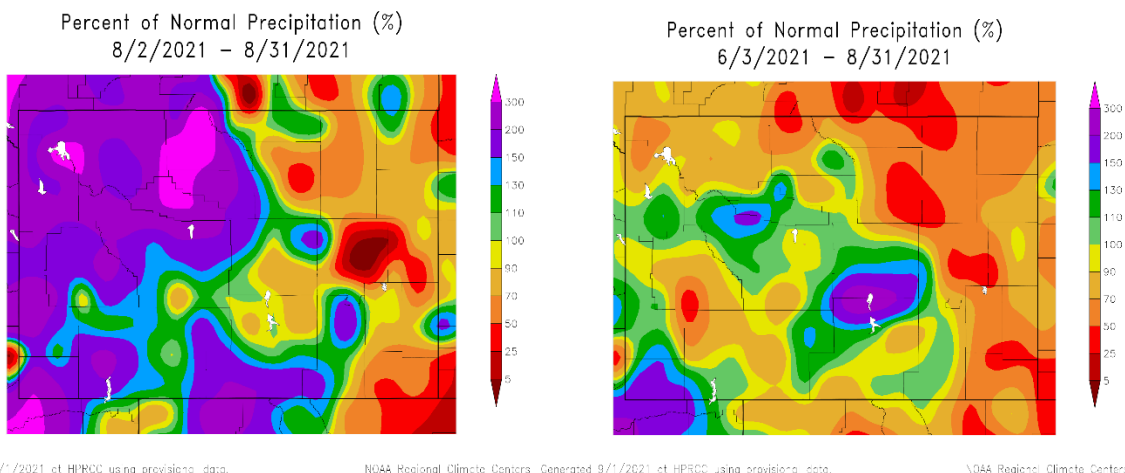 Percent of Normal Precipitation (%)
8/2/2021 – 8/31/2021
300
200
150
130
110
100
90
70
50
25
5
/1/2021 at HPRCC using provisional data.
NOAA Regional Climate Centers
Percent of Normal Precipitation (%)
6/3/2021 – 8/31/2021
300
200
150
130
110
100
90
70
50
25
5
Generated 9/1/2021 at HPRCC using provisional data.
NOAA Regional Climate Centers